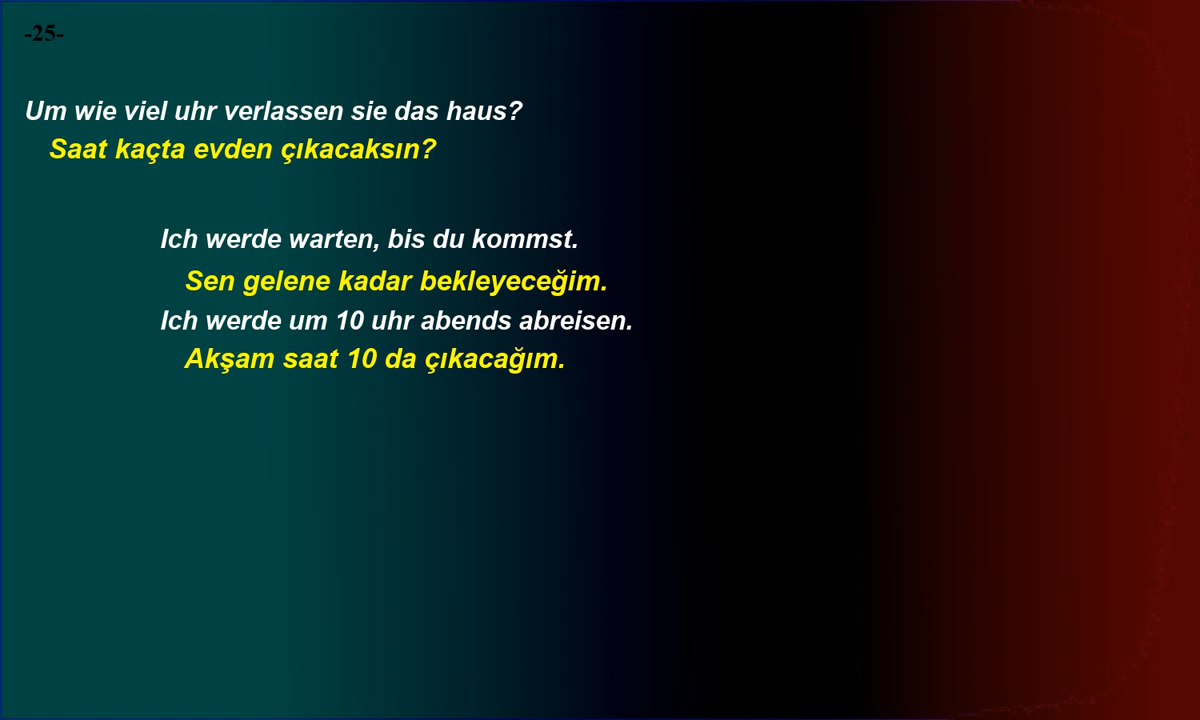 -25-
Um wie viel uhr verlassen sie das haus?
Saat kaçta evden çıkacaksın?
Ich werde warten, bis du kommst.
Sen gelene kadar bekleyeceğim.
Ich werde um 10 uhr abends abreisen.
Akşam saat 10 da çıkacağım.